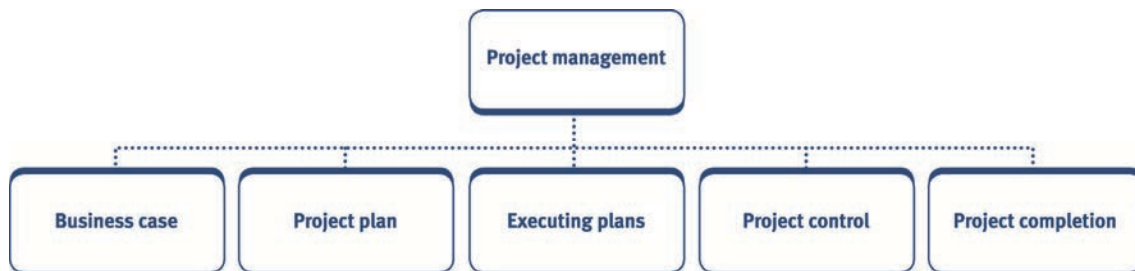 Project management
Business case
Project plan
Executing plans
Project control
Project completion